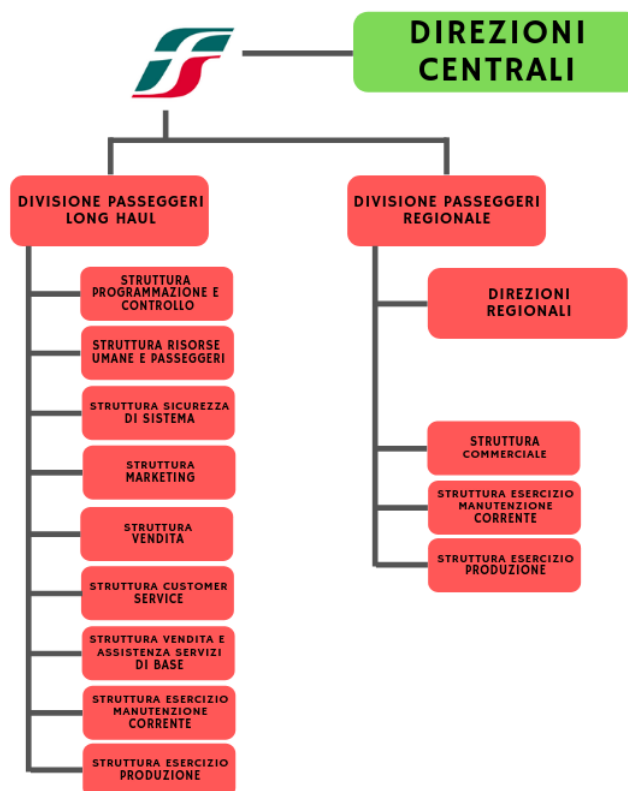 DIREZIONI
CENTRALI
DIVISIONE PASSEGGERI
LONG HAUL
STRUTTURA
PROGRAMMAZIONE E
CONTROLLO
STRUTTURA RISORSE
UMANE E PASSEGGERI
STRUTTURA SICUREZZA
DI SISTEMA
STRUTTURA
MARKETING
STRUTTURA
VENDITA
STRUTTURA CUSTOMER
SERVICE
STRUTTURA VENDITA E
ASSISTENZA SERVIZI
DI BASE
STRUTTURA ESERCIZIO
MANUTENZIONE
CORRENTE
STRUTTURA ESERCIZIO
PRODUZIONE
DIVISIONE PASSEGGERI
REGIONALE
DIREZIONI
REGIONALI
STRUTTURA
COMMERCIALE
STRUTTURA ESERCIZIO
MANUTENZIONE
CORRENTE
STRUTTURA ESERCIZIO
PRODUZIONE